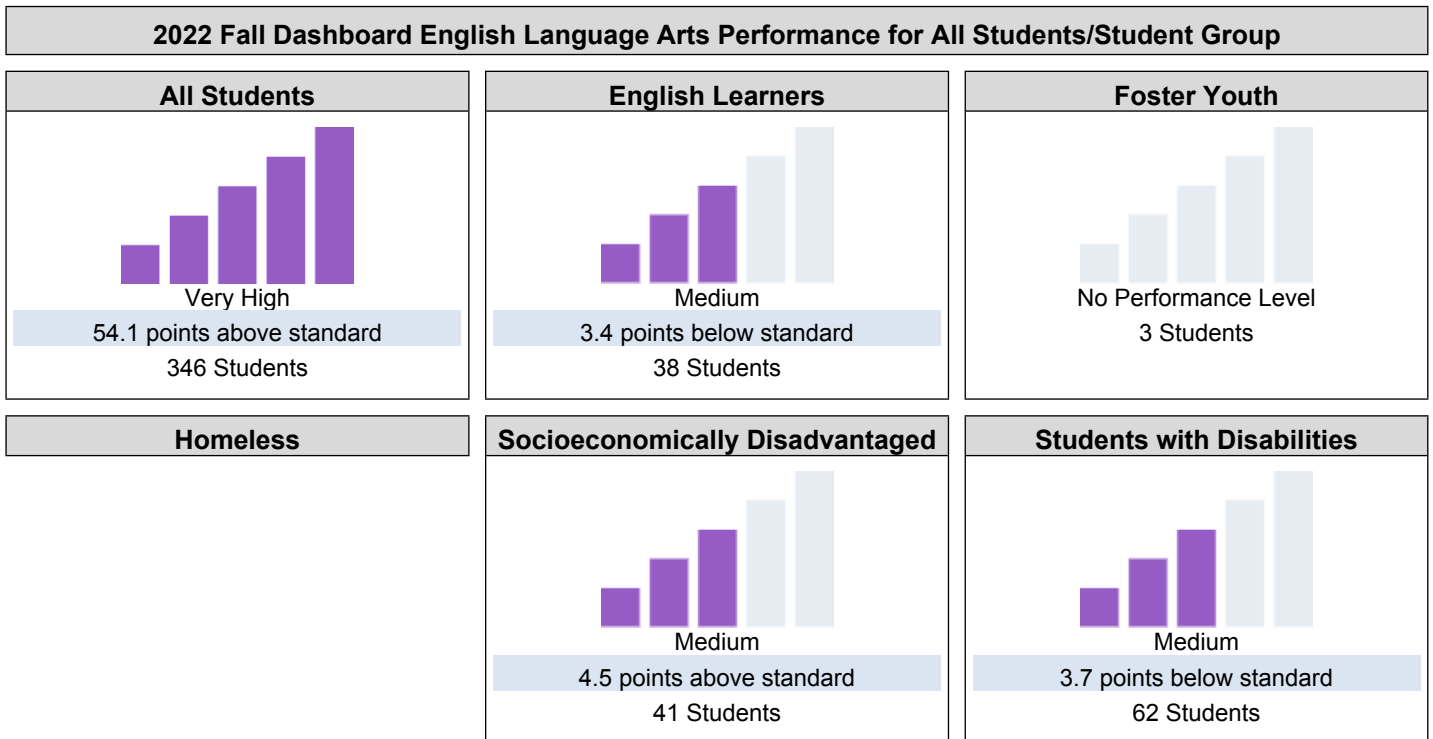 2022 Fall Dashboard English Language Arts Performance for All Students/Student Group
All Students
Very High
54.1 points above standard
346 Students
English Learners
Medium
3.4 points below standard
38 Students
Foster Youth
No Performance Level
3 Students
Homeless
Socioeconomically Disadvantaged
Medium
4.5 points above standard
41 Students
Students with Disabilities
Medium
3.7 points below standard
62 Students